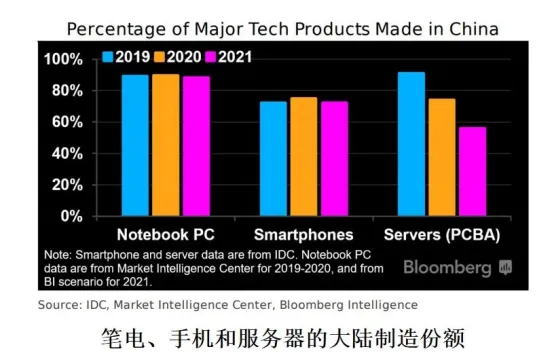 Percentage of Major Tech Products Made in China
2019 2020 2021
100%
80%
60%
40%
20%
0%
Notebook PC Smartphones Servers (PCBA)
Note: Smartphone and server data are from IDC. Notebook PC
data are from Market Intelligence Center for 2019-2020, and from
BI scenario for 2021.
Bloomberg
Source: IDC, Market Intelligence Center, Bloomberg Intelligence
笔电、手机和服务器的大陆制造份额